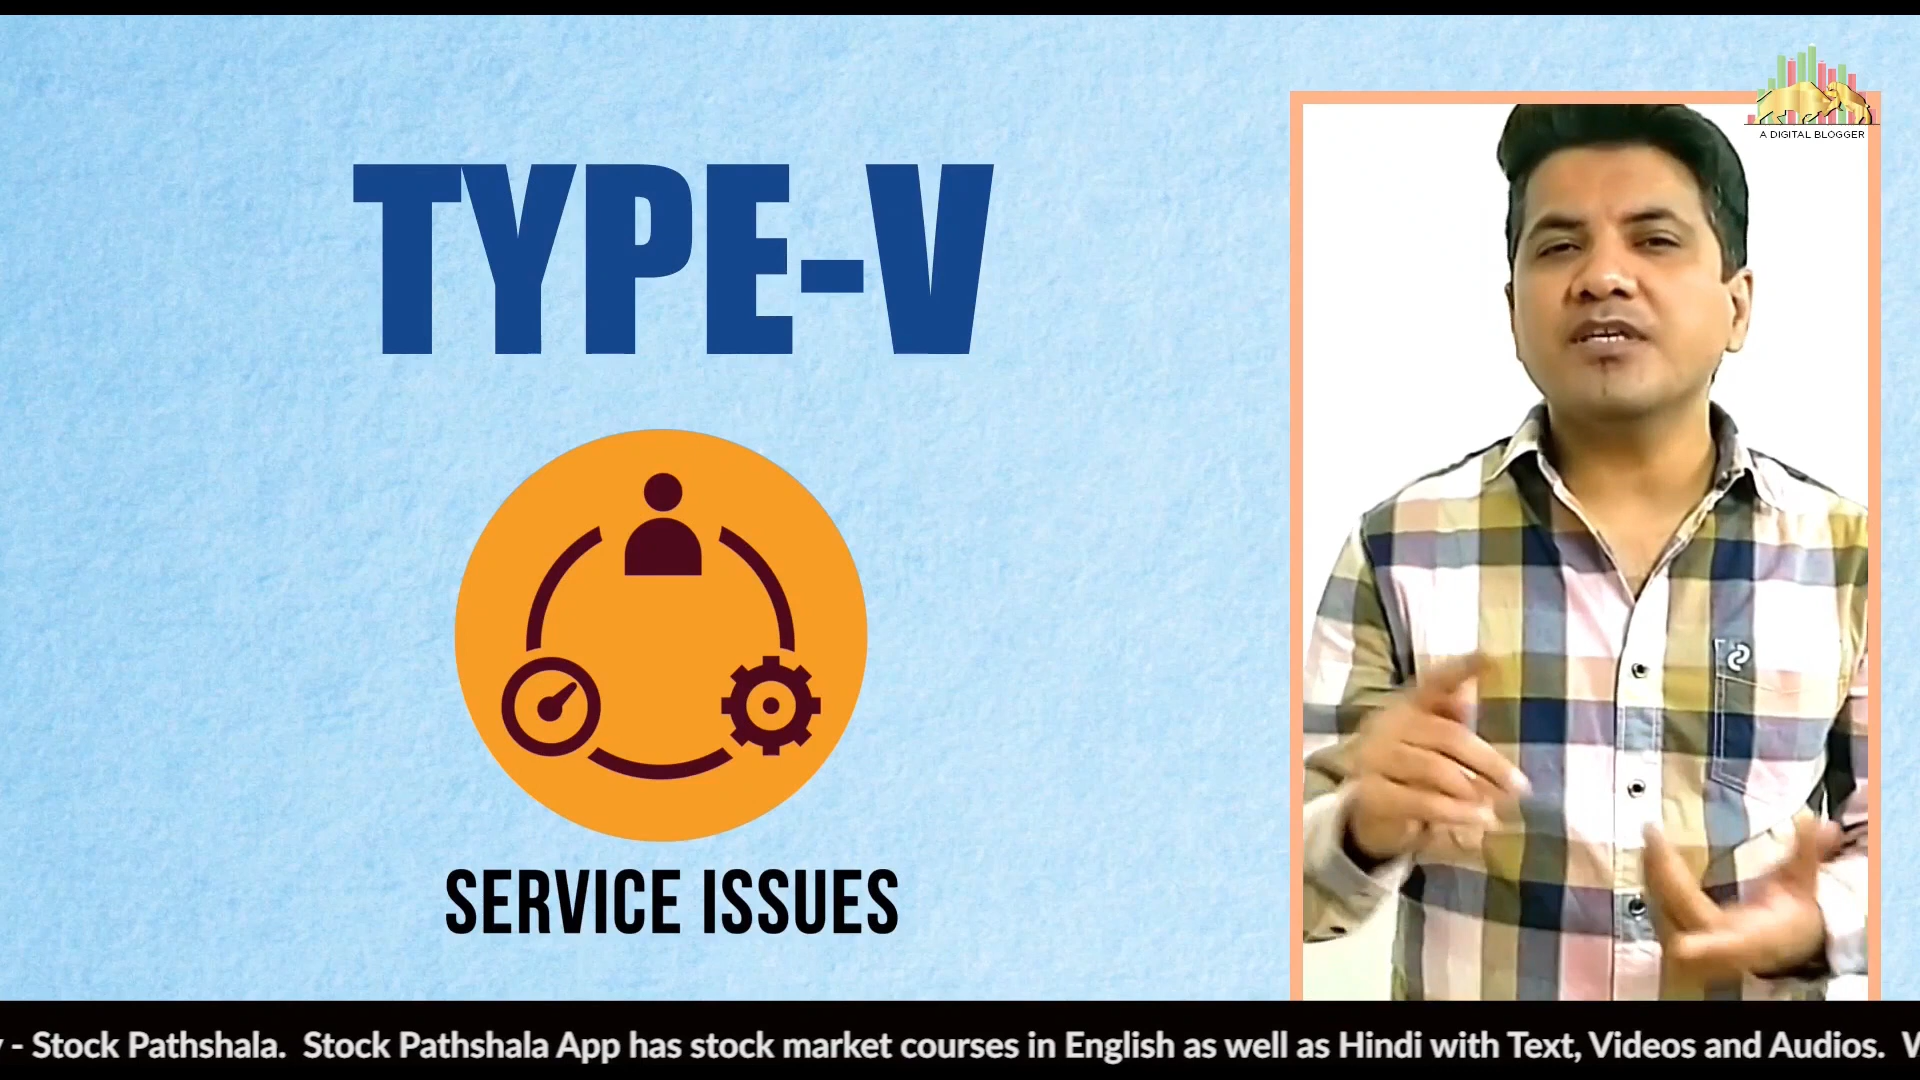 A DIGITAL BLOGGER
TYPE-V
SERVICE ISSUES
- Stock Pathshala. Stock Pathshala App has stock market courses in English as well as Hindi with Text, Videos and Audios.